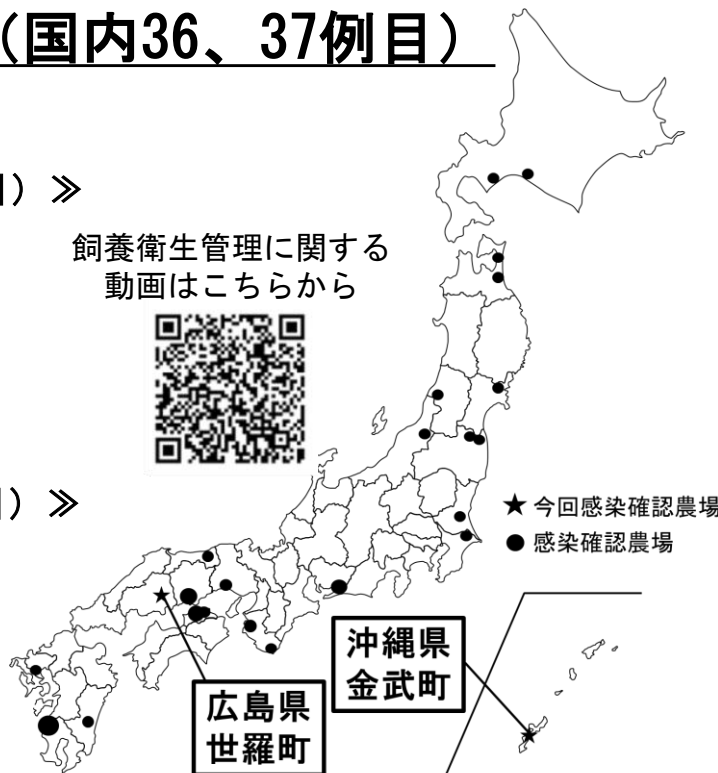 （国内36、37例目）
）≫
飼養衛生管理に関する
動画はこちらから
）≫
★ 今回感染確認農場
● 感染確認農場
沖縄県
金武町
広島県
世羅町